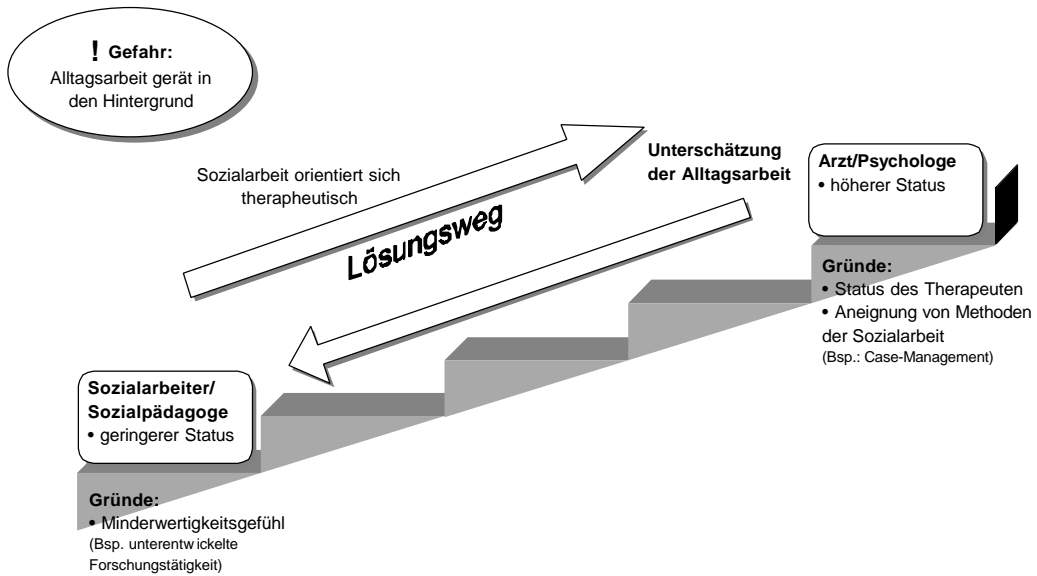 ! Gefahr:
Alltagsarbeit gerät in
den Hintergrund
Sozialarbeit orientiert sich
therapheutisch
Lösungsweg
Unterschätzung
der Alltagsarbeit
Arzt/Psychologe
• höherer Status
Gründe:
• Status des Therapeuten
• Aneignung von Methoden
der Sozialarbeit
(Bsp.: Case-Management)
Sozialarbeiter/
Sozialpädagoge
• geringerer Status
Gründe:
• Minderwertigkeitsgefühl
(Bsp. unterentwickelte
Forschungstätigkeit)